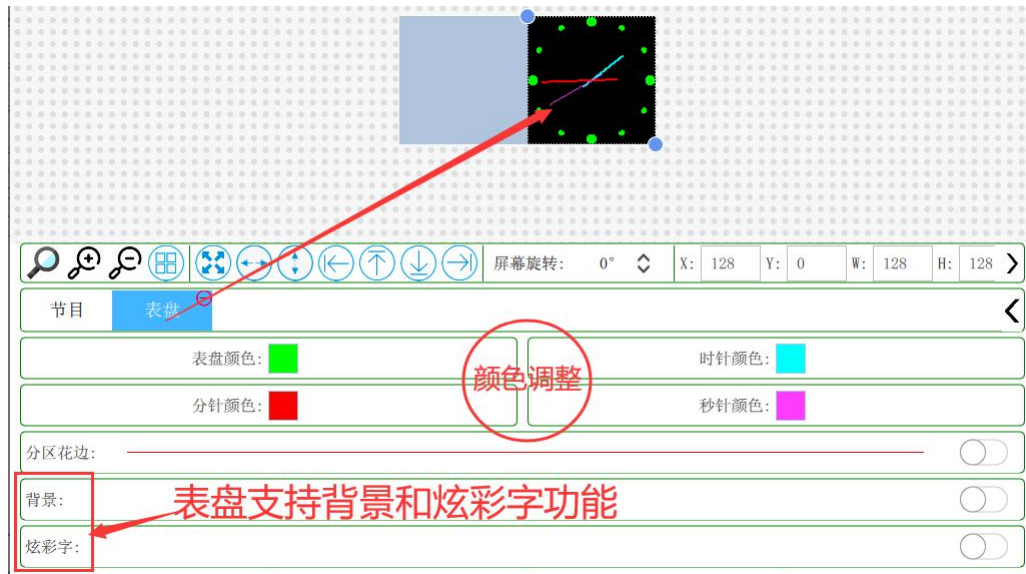 屏幕旋转: 0° X: 128 Y: 0 W: 128 H: 128
节目 表盘
表盘颜色: 时针颜色:
颜色调整
分针颜色: 秒针颜色:
分区花边:
背景:
表盘支持背景和炫彩字功能
炫彩字: